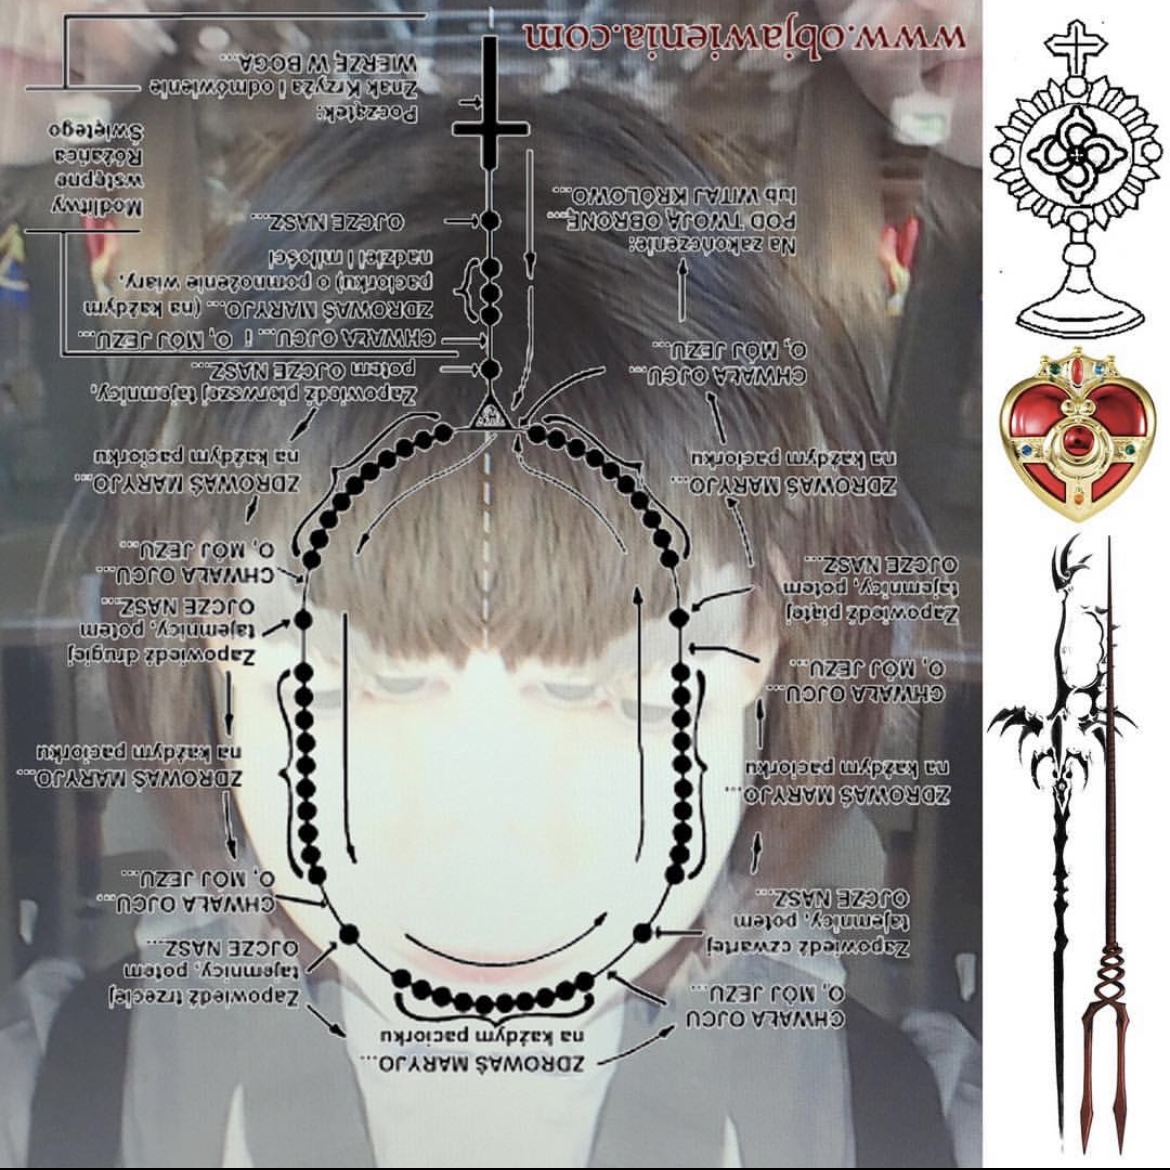 ZDROWAŚ MARYJO...
na każdym paciorku
CHWAŁA OJCU
O, MÓJ JEZU...
Zapowiedź trzeciej
tajemnicy, potem
OJCZE NASZ...
Zapowiedź czwartej
tajemnicy, potem
OJCZE NASZ...
CHWAŁA OJCU...
O, MÓJ JEZU...
ZDROWAŚ MARYJO...
na każdym paciorku
ZDROWAŚ MARYJO...
na każdym paciorku
CHWAŁA OJCU...
O, MÓJ JEZU...
Zapowiedź drugiej
tajemnicy, potem
OJCZE NASZ...
Zapowiedź piątej
tajemnicy, potem
OJCZE NASZ...
CHWAŁA OJCU...
O, MÓJ JEZU...
ZDROWAŚ MARYJO...
na każdym paciorku
ZDROWAŚ MARYJO...
na każdym paciorku
CHWAŁA OJCU...
O, MÓJ JEZU...
Zapowiedź pierwszej tajemnicy,
potem OJCZE NASZ...
CHWAŁA OJCU... i O, MÓJ JEZU...
ZDROWAŚ MARYJO... (na każdym
paciorku) o pomnożenie wiary,
nadziei i miłości
Na zakończenie:
POD TWOJĄ OBRONĘ...
lub WITAJ KRÓLOWO...
OJCZE NASZ...
Modlitwy
wstępne
Różańca
Świętego
Początek:
Znak Krzyża i odmówienie
WIERZĘ W BOGA...
www.objawienia.com